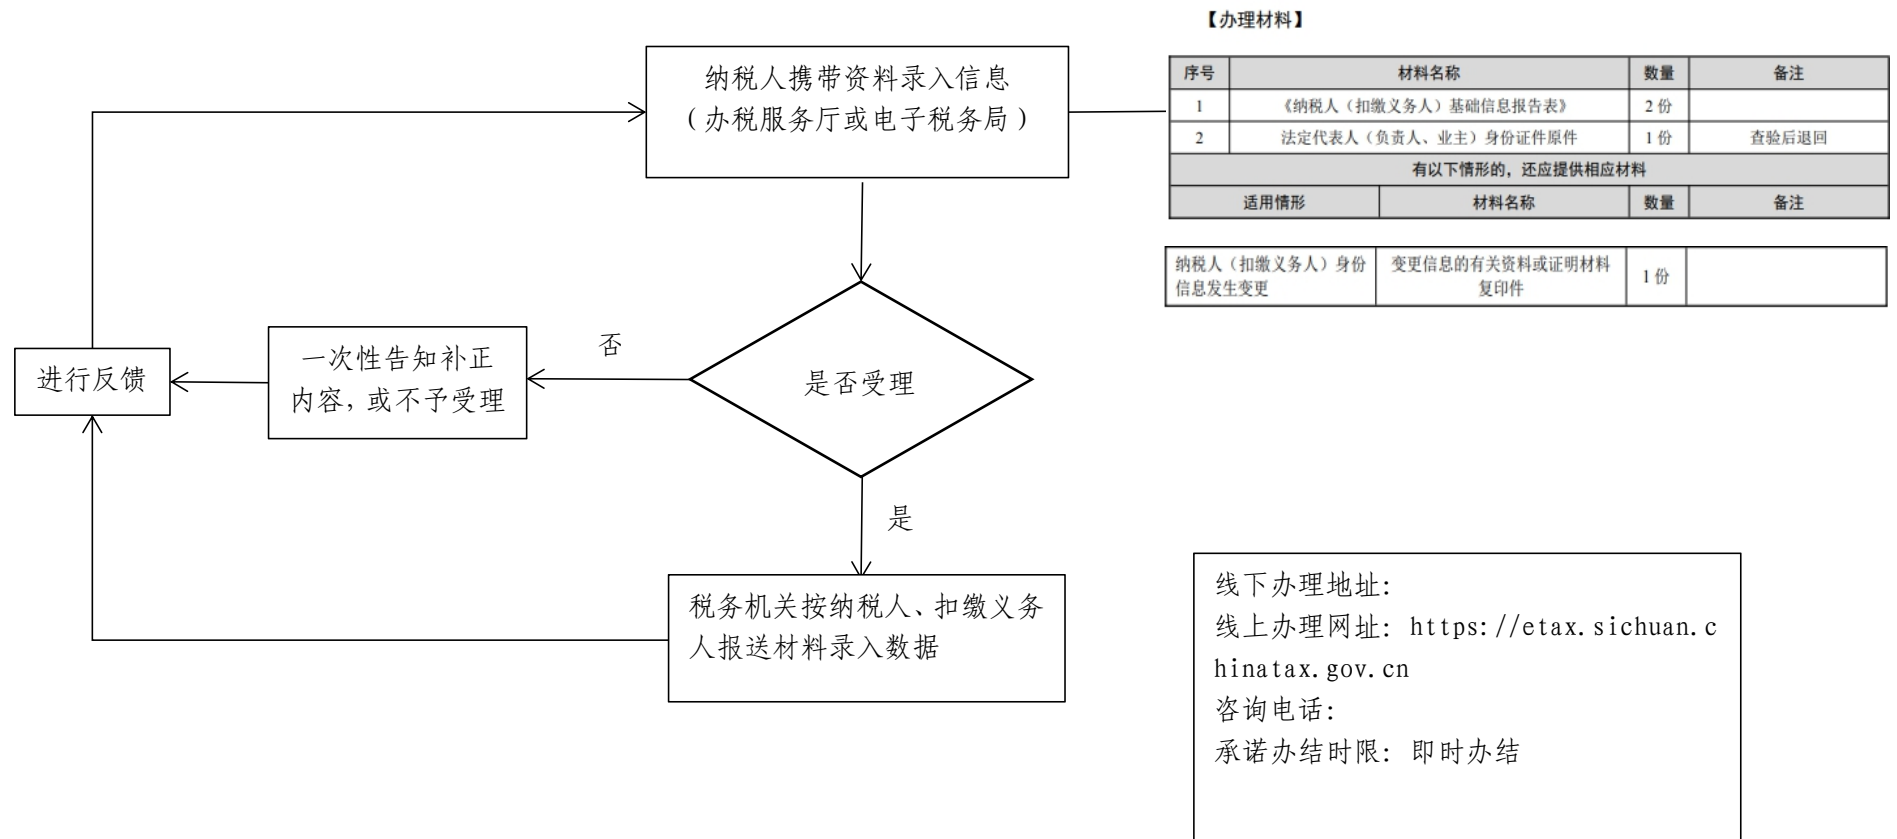 【办理材料】
纳税人携带资料录入信息
（办税服务厅或电子税务局）
序号 材料名称 数量 备注
1 《纳税人（扣缴义务人）基础信息报告表》 2 份
2 法定代表人（负责人、业主）身份证件原件 1 份 查验后退回
有以下情形的，还应提供相应材料
适用情形 材料名称 数量 备注
纳税人（扣缴义务人）身份
信息发生变更
变更信息的有关资料或证明材料
复印件
1 份
否
一次性告知补正
内容，或不予受理
进行反馈
是否受理
是
税务机关按纳税人、扣缴义务
人报送材料录入数据
线下办理地址：
线上办理网址：https://etax.sichuan.c
hinatax.gov.cn
咨询电话：
承诺办结时限：即时办结